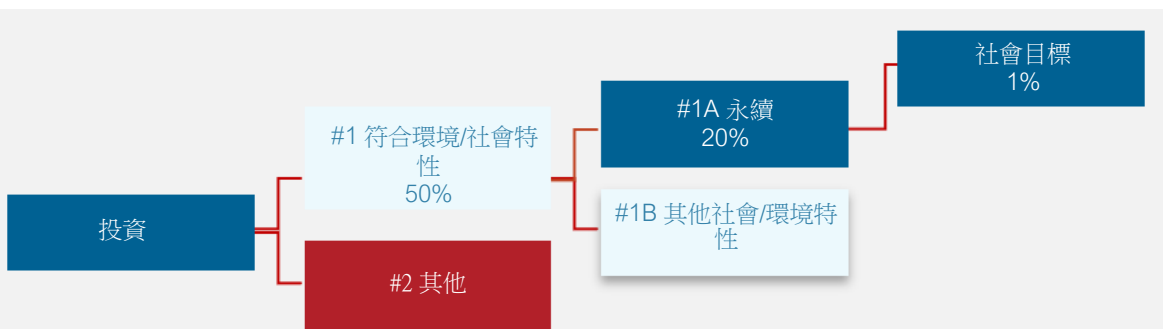 社會目標
1%
#1A 永續
20%
#1 符合環境/社會特
性
50%
#1B 其他社會/環境特
性
投資
#2 其他